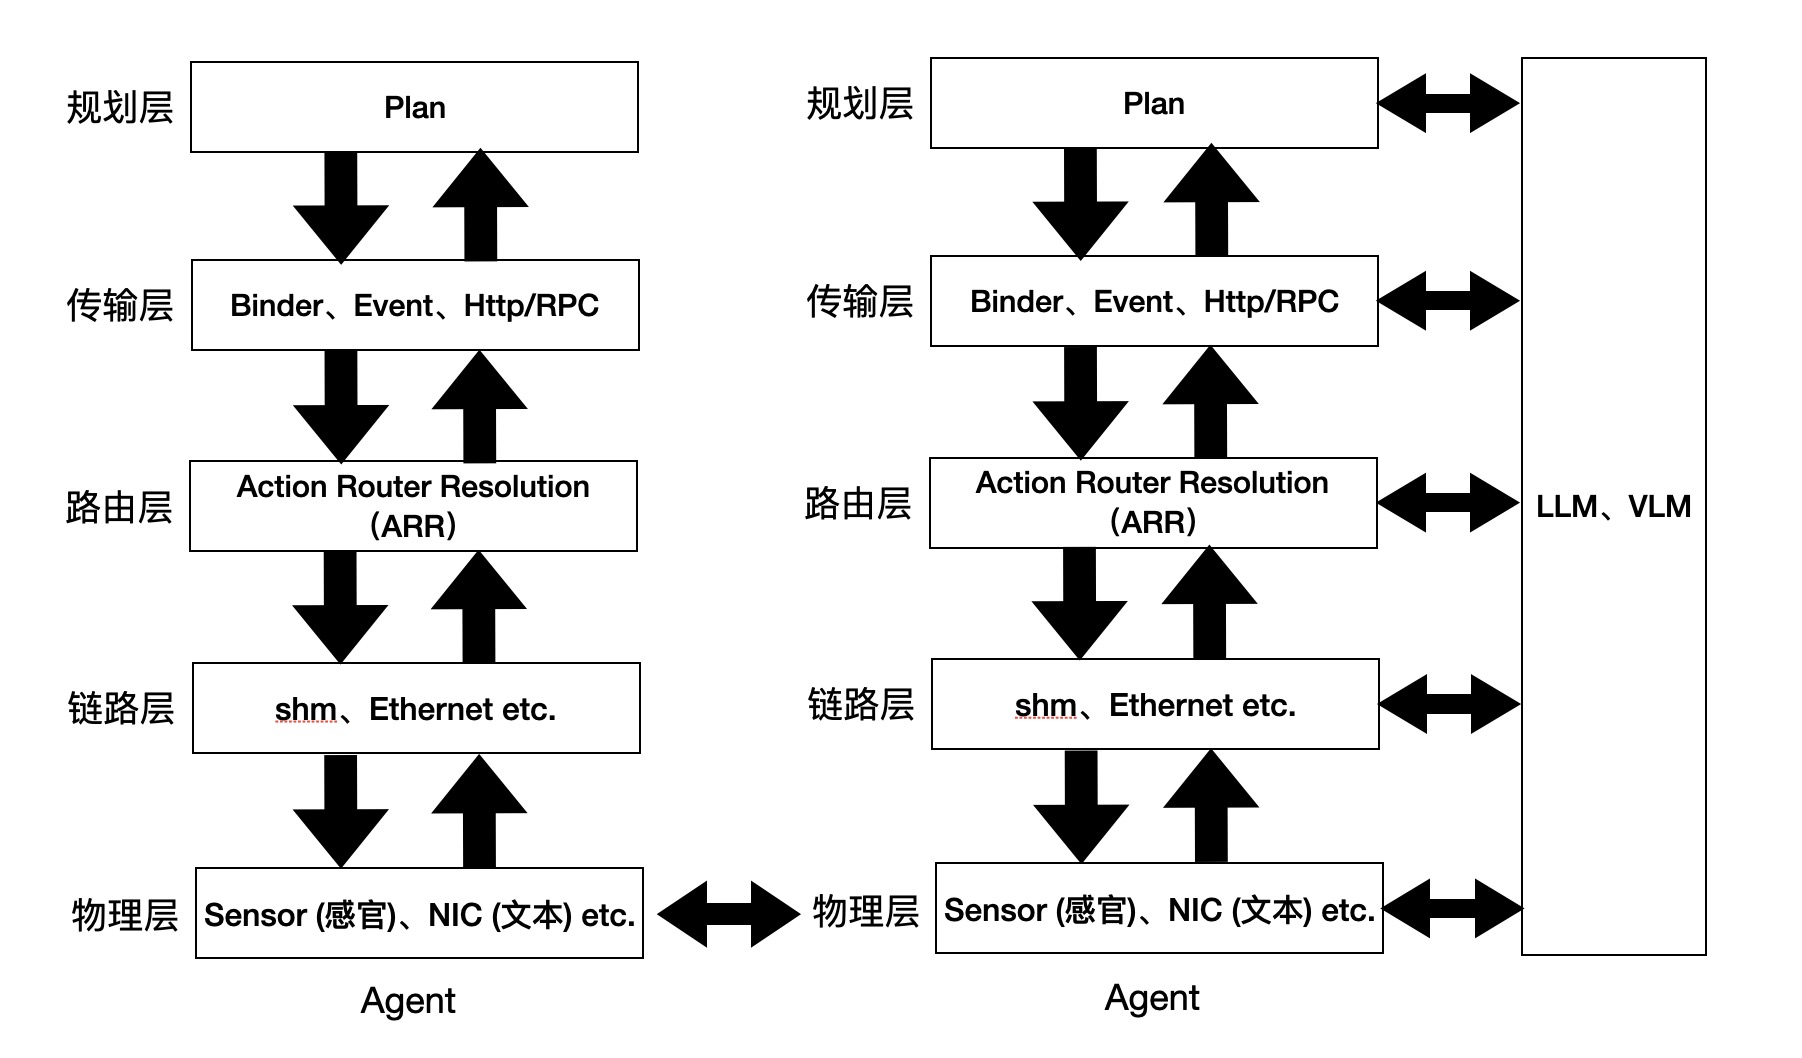 规划层
Plan
传输层
Binder、Event、Http/RPC
路由层
Action Router Resolution
(ARR)
链路层
shm、Ethernet etc.
物理层
Sensor (感官)、NIC (文本) etc.
Agent
规划层
Plan
传输层
Binder、Event、Http/RPC
路由层
Action Router Resolution
(ARR)
链路层
shm、Ethernet etc.
物理层
Sensor (感官)、NIC (文本) etc.
Agent
LLM、VLM